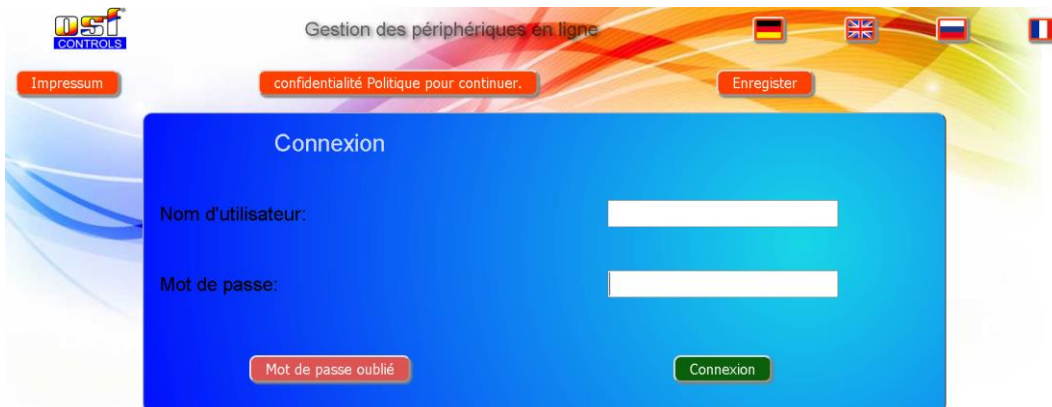 osf
CONTROLS
Gestion des périphériques en ligne
Impressum
confidentialité Politique pour continuer.
Enregister
Connexion
Nom d'utilisateur:
Mot de passe:
Mot de passe oublié
Connexion